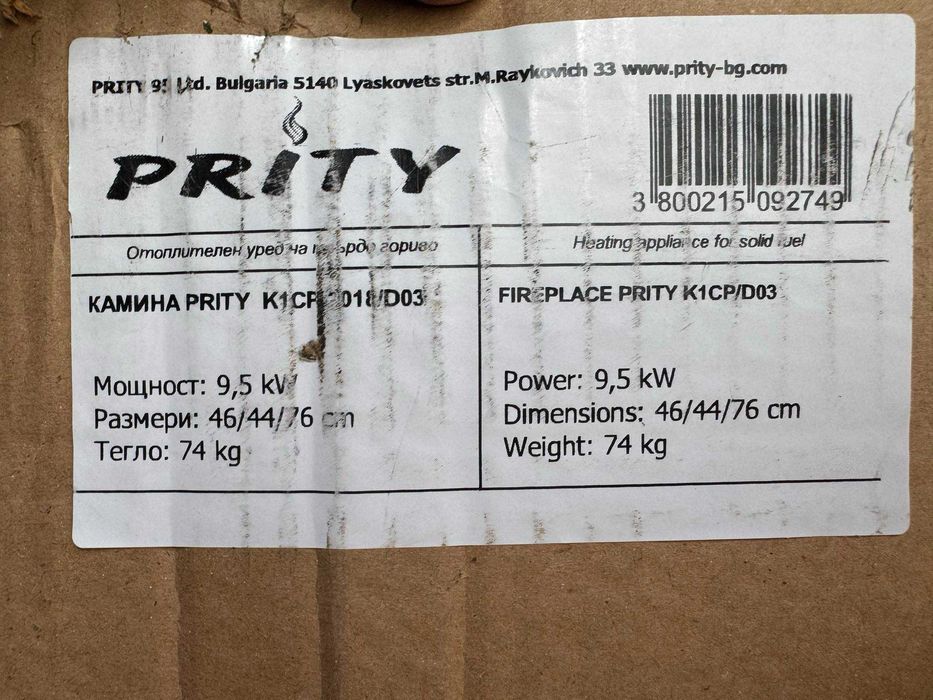 PRITY 95 Ltd. Bulgaria 5140 Lyaskovets str.M.Raykovich 33 www.prity-bg.com
PRITY
3 800215 092749
Отоплителен уред на твърдо гориво
Heating appliance for solid fuel
КАМИНА PRITY K1CP 2018/D03
FIREPLACE PRITY K1CP/D03
Мощност: 9,5 kW
Размери: 46/44/76 cm
Тегло: 74 kg
Power: 9,5 kW
Dimensions: 46/44/76 cm
Weight: 74 kg